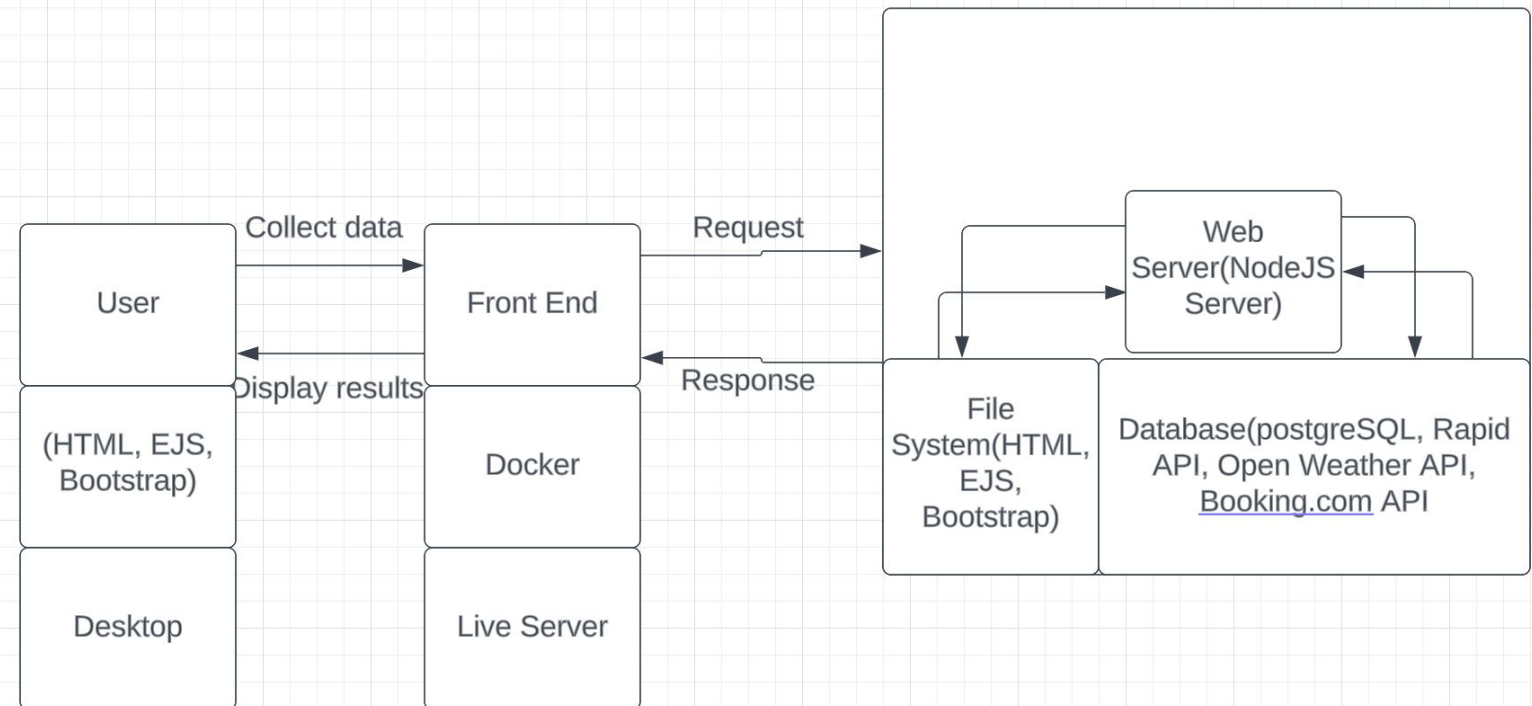 Collect data
Request
User
Front End
Web
Server(NodeJS
Server)
Display results
Response
(HTML, EJS,
Bootstrap)
Docker
File
System(HTML,
EJS,
Bootstrap)
Database(postgreSQL, Rapid
API, Open Weather API,
Booking.com API
Desktop
Live Server